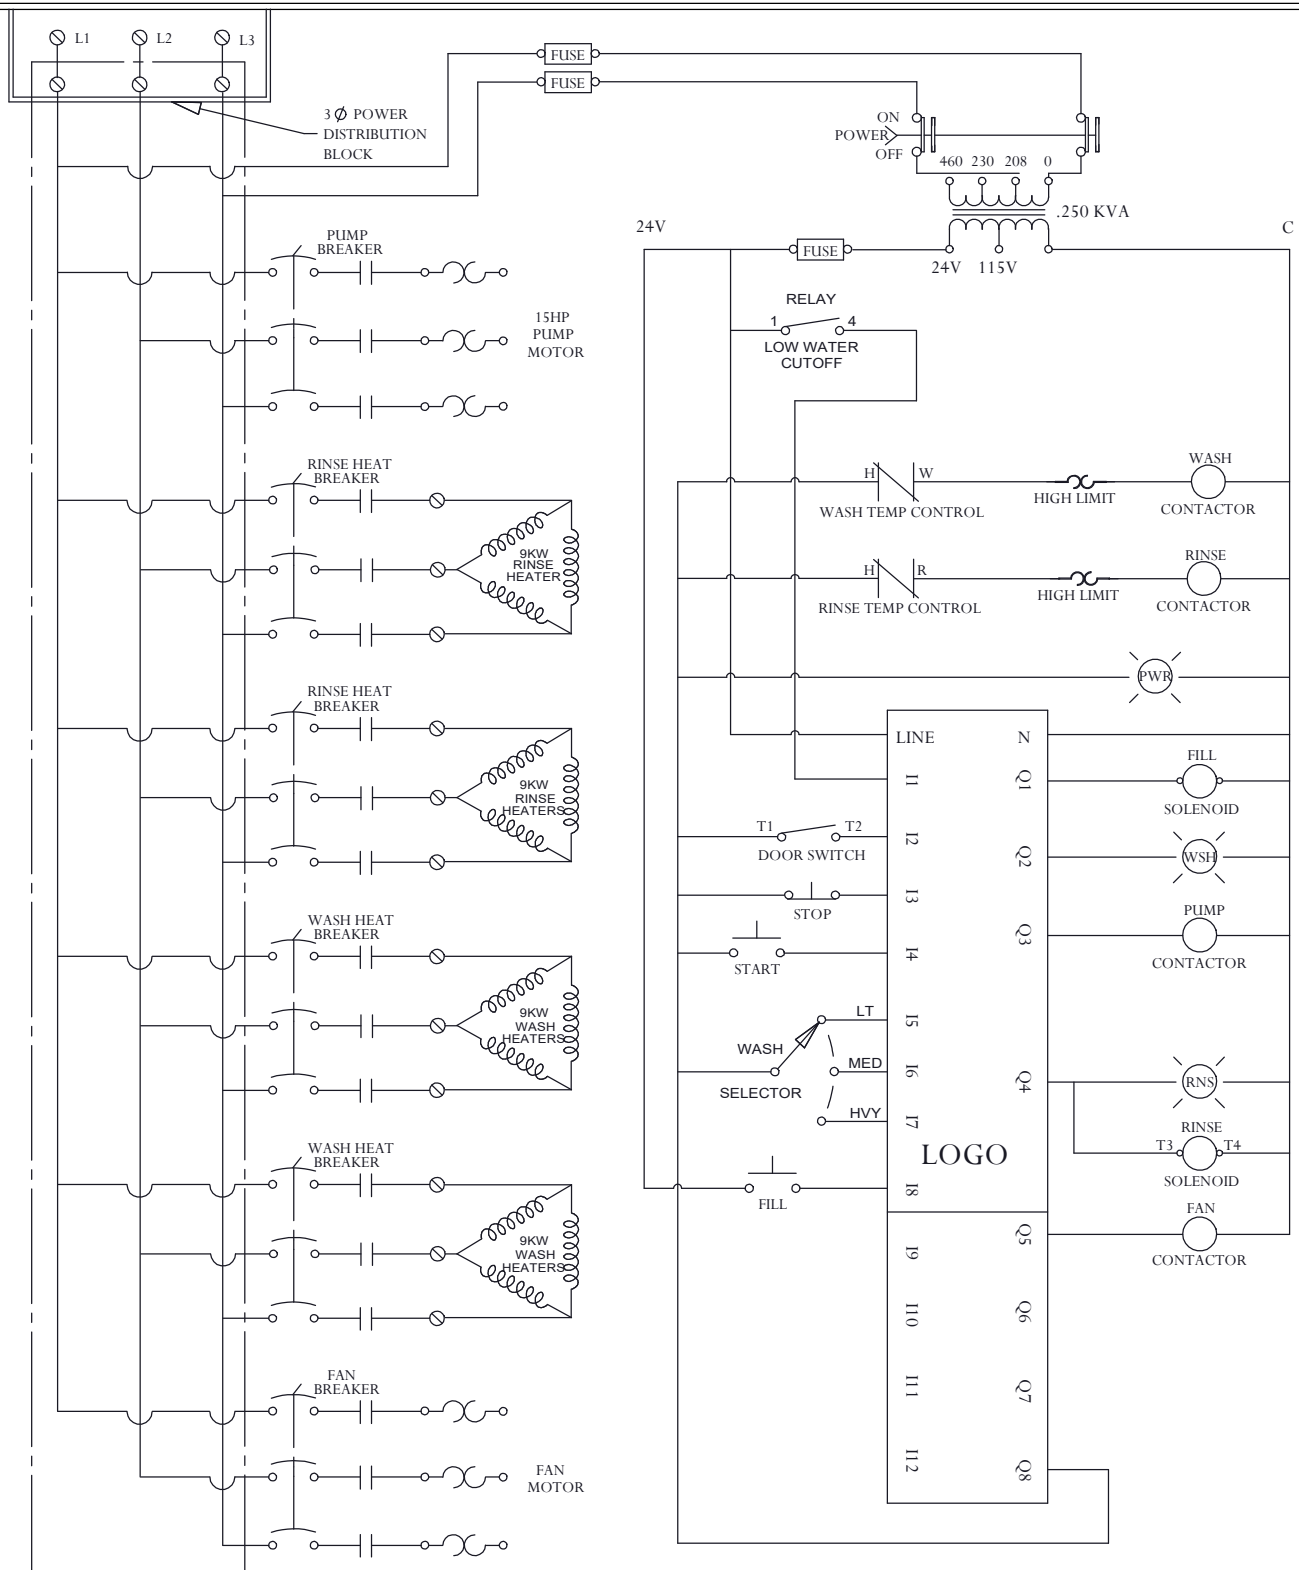 L1
L2
L3
FUSE
FUSE
3 Ø POWER
DISTRIBUTION
BLOCK
ON
POWER
OFF
460 230 208 0
.250 KVA
24V
C
FUSE
24V 115V
PUMP
BREAKER
15HP
PUMP
MOTOR
RELAY
1 4
LOW WATER
CUTOFF
RINSE HEAT
BREAKER
9KW
RINSE
HEATER
H W
WASH TEMP CONTROL
HIGH LIMIT
WASH
CONTACTOR
H R
RINSE TEMP CONTROL
HIGH LIMIT
RINSE
CONTACTOR
PWR
RINSE HEAT
BREAKER
9KW
RINSE
HEATERS
LINE N
I1 Q1
FILL
SOLENOID
T1 T2
DOOR SWITCH
I2 Q2
WSH
STOP
I3 Q3
PUMP
CONTACTOR
START
I4
WASH HEAT
BREAKER
9KW
WASH
HEATERS
LT
I5
WASH
SELECTOR
MED
I6 Q4
RNS
HVY
I7
RINSE
T3 T4
SOLENOID
LOGO
FILL
I8
FAN
CONTACTOR
Q5
WASH HEAT
BREAKER
9KW
WASH
HEATERS
I9
I10 Q6
I11 Q7
I12 Q8
FAN
BREAKER
FAN
MOTOR